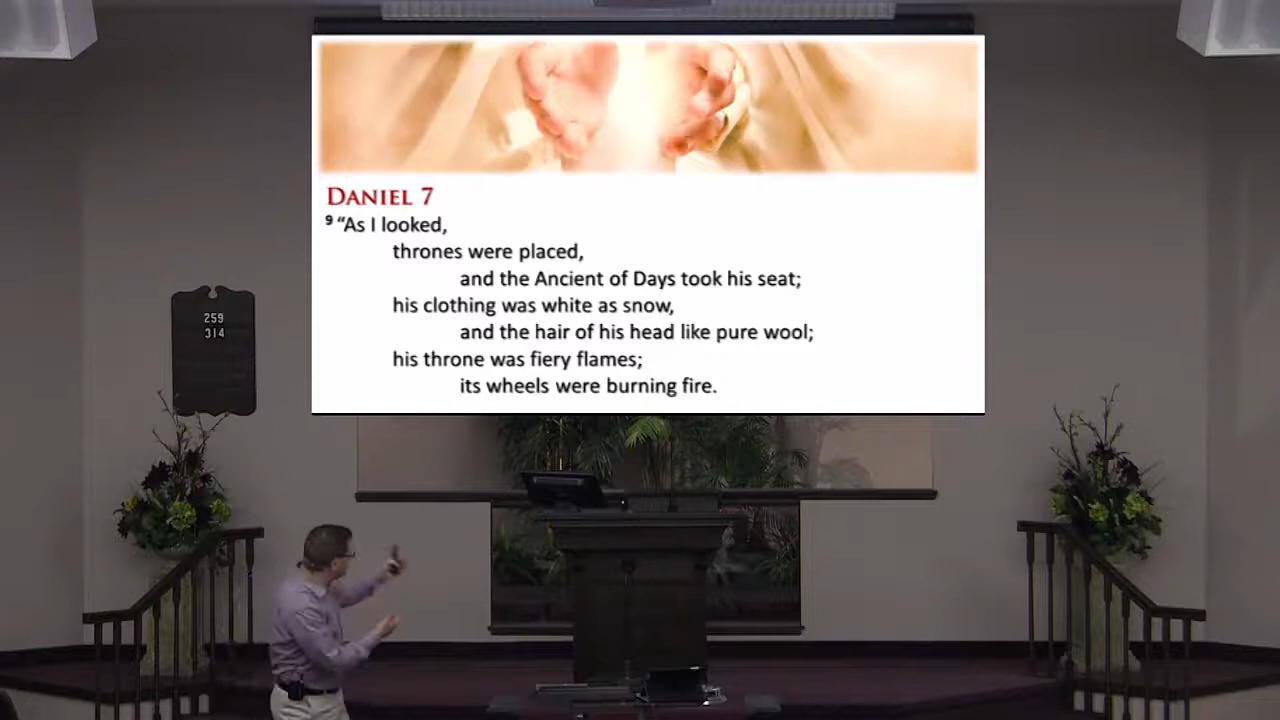 DANIEL 7
9 “As I looked,
thrones were placed,
and the Ancient of Days took his seat;
his clothing was white as snow,
and the hair of his head like pure wool;
his throne was fiery flames;
its wheels were burning fire.
259
314